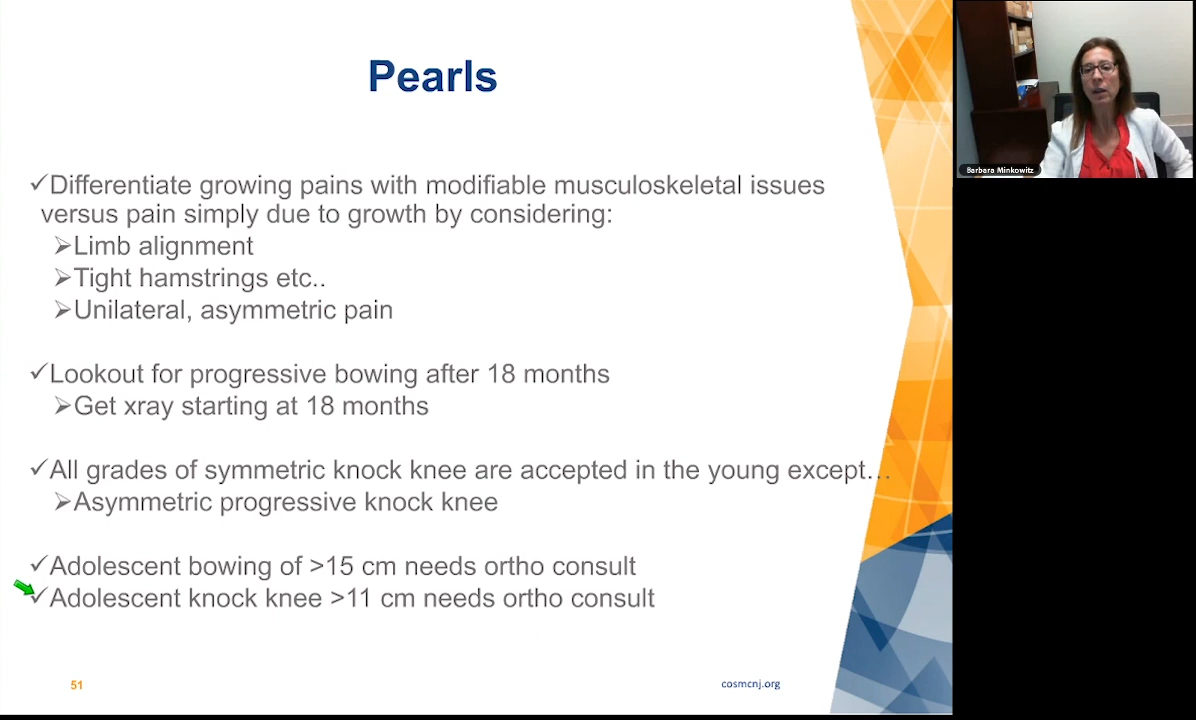 Pearls
✓Differentiate growing pains with modifiable musculoskeletal issues
versus pain simply due to growth by considering:
➢Limb alignment
➢Tight hamstrings etc..
➢Unilateral, asymmetric pain
✓Lookout for progressive bowing after 18 months
➢Get xray starting at 18 months
✓All grades of symmetric knock knee are accepted in the young except…
➢Asymmetric progressive knock knee
✓Adolescent bowing of >15 cm needs ortho consult
✓Adolescent knock knee >11 cm needs ortho consult
51
cosmcnj.org
Barbara Minkowitz